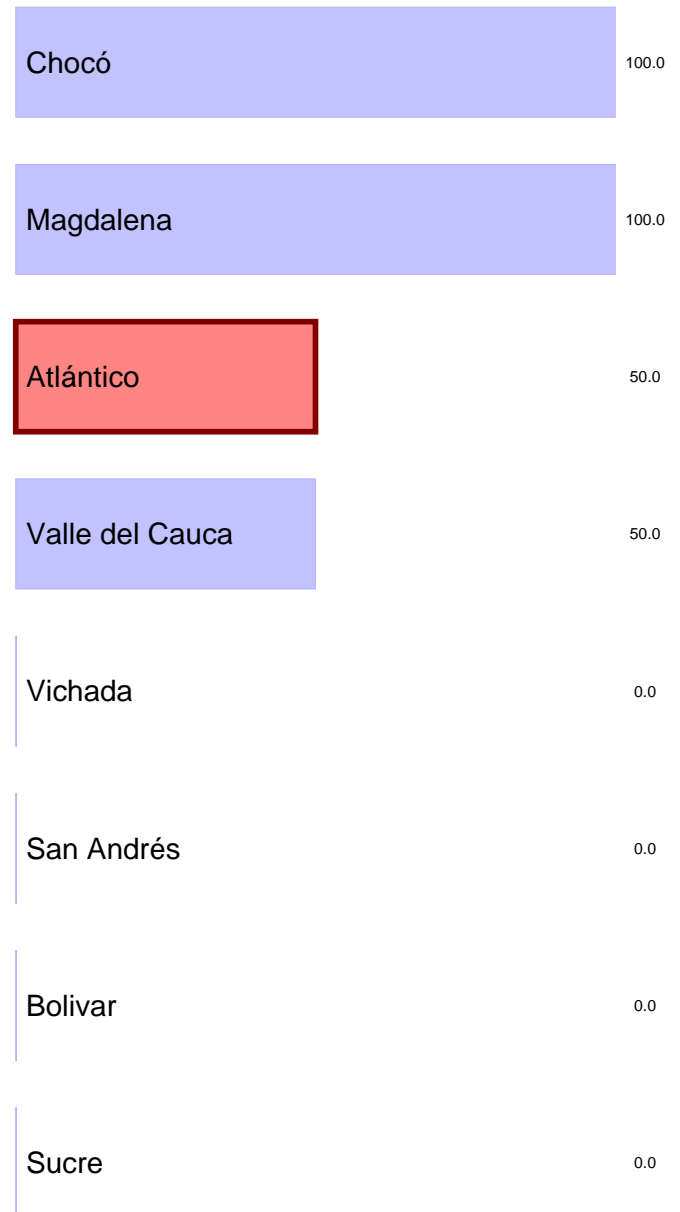 Chocó 100.0
Magdalena 100.0
Atlántico 50.0
Valle del Cauca 50.0
Vichada 0.0
San Andrés 0.0
Bolivar 0.0
Sucre 0.0